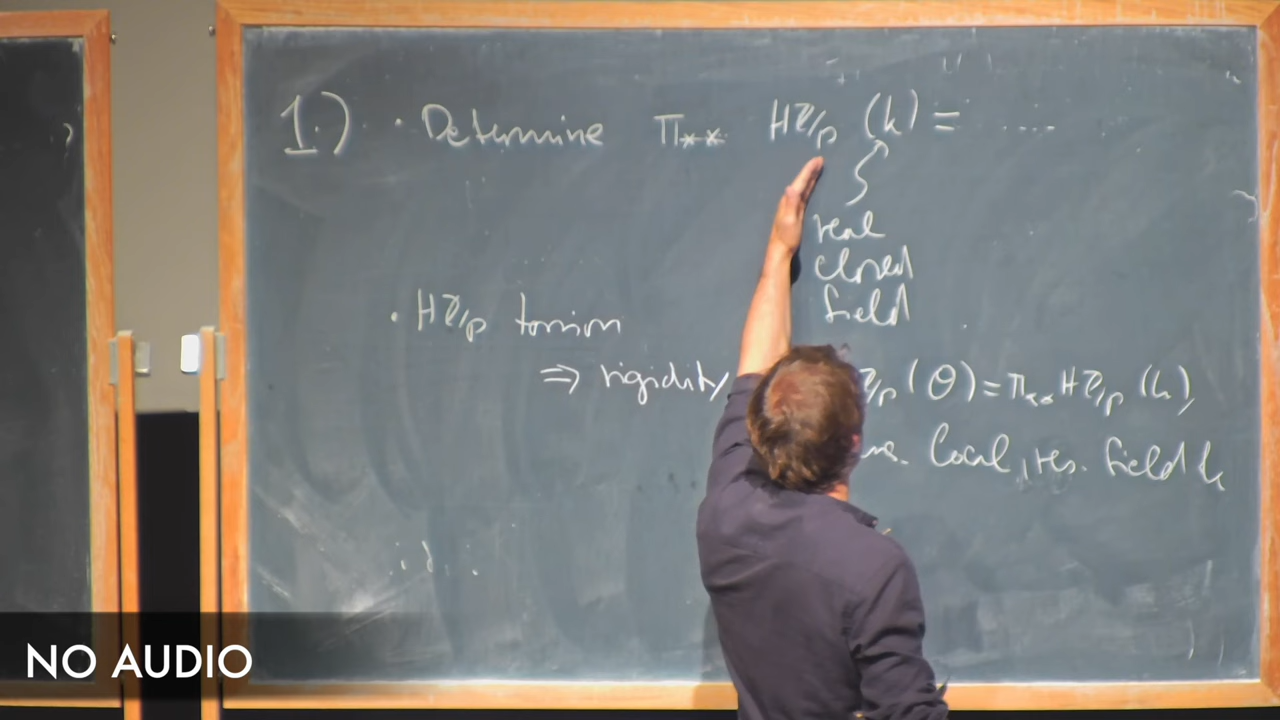 1.) · Determine π** Hℤ/p (k) = ....
real
closed
field
· Hℤ/p torsion
⇒ rigidity /p (θ) = π** Hℤ/p (k),
local, res. field k
NO AUDIO